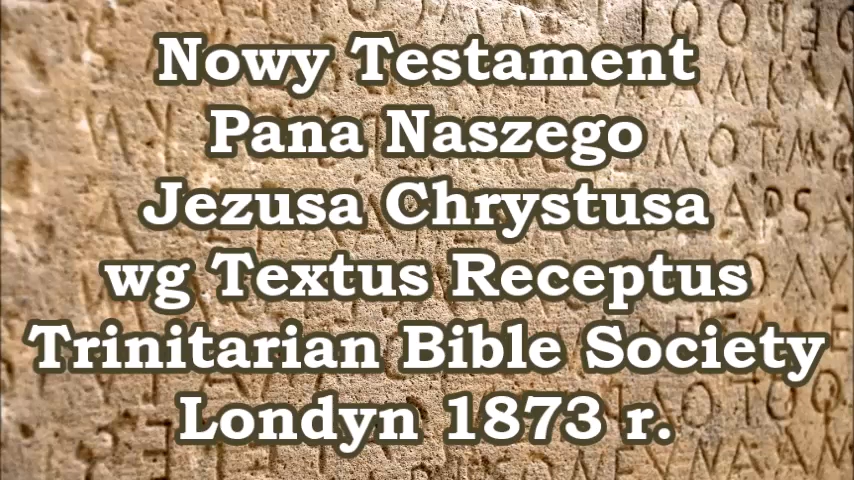 Nowy Testament
Pana Naszego
Jezusa Chrystusa
wg Textus Receptus
Trinitarian Bible Society
Londyn 1873 r.